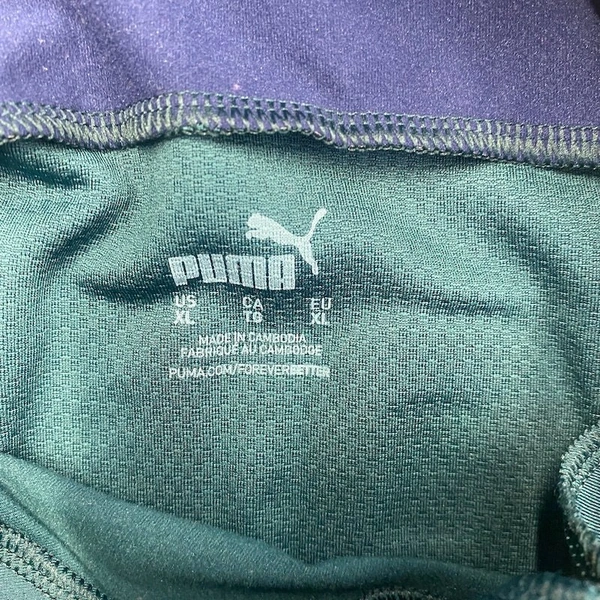 PUMA
US CA EU
XL TG XL
MADE IN CAMBODIA
FABRIQUÉ AU CAMBODGE
PUMA.COM/FOREVERBETTER